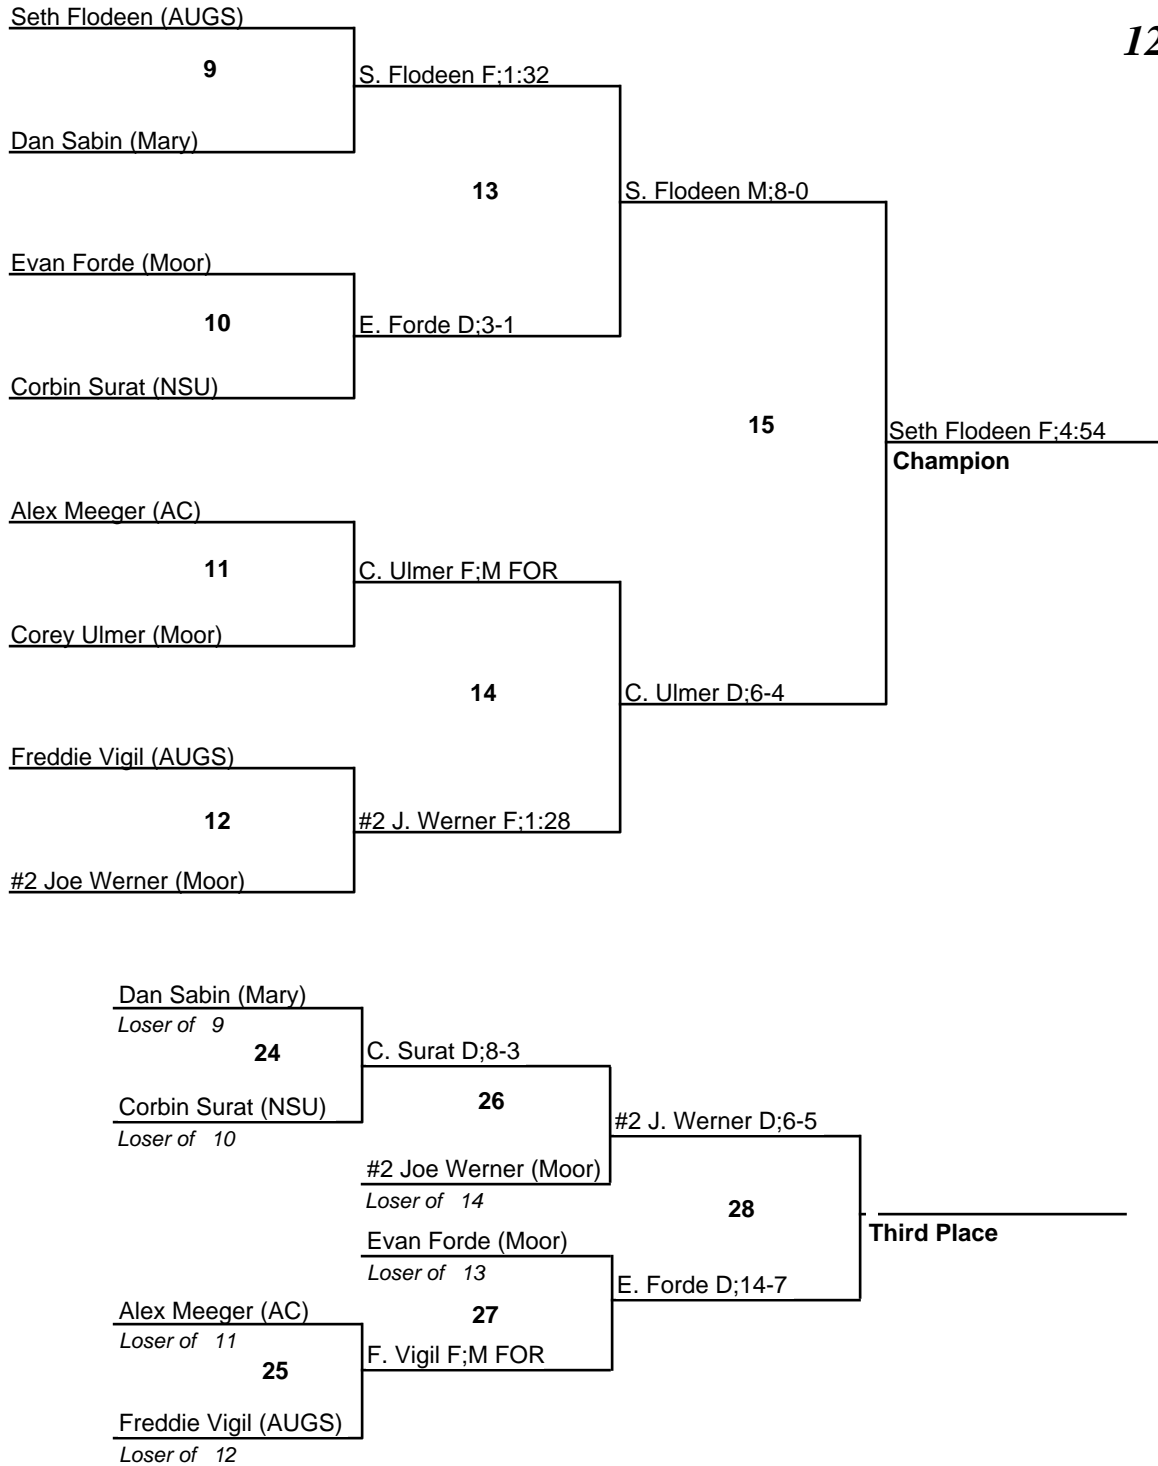 Seth Flodeen (AUGS)
12
9
S. Flodeen F;1:32
Dan Sabin (Mary)
13
S. Flodeen M;8-0
Evan Forde (Moor)
10
E. Forde D;3-1
Corbin Surat (NSU)
15
Seth Flodeen F;4:54
Champion
Alex Meeger (AC)
11
C. Ulmer F;M FOR
Corey Ulmer (Moor)
14
C. Ulmer D;6-4
Freddie Vigil (AUGS)
12
#2 J. Werner F;1:28
#2 Joe Werner (Moor)
Dan Sabin (Mary)
Loser of 9
24
C. Surat D;8-3
Corbin Surat (NSU)
Loser of 10
26
#2 J. Werner D;6-5
#2 Joe Werner (Moor)
Loser of 14
28
Third Place
Evan Forde (Moor)
Loser of 13
E. Forde D;14-7
Alex Meeger (AC)
Loser of 11
27
25
F. Vigil F;M FOR
Freddie Vigil (AUGS)
Loser of 12